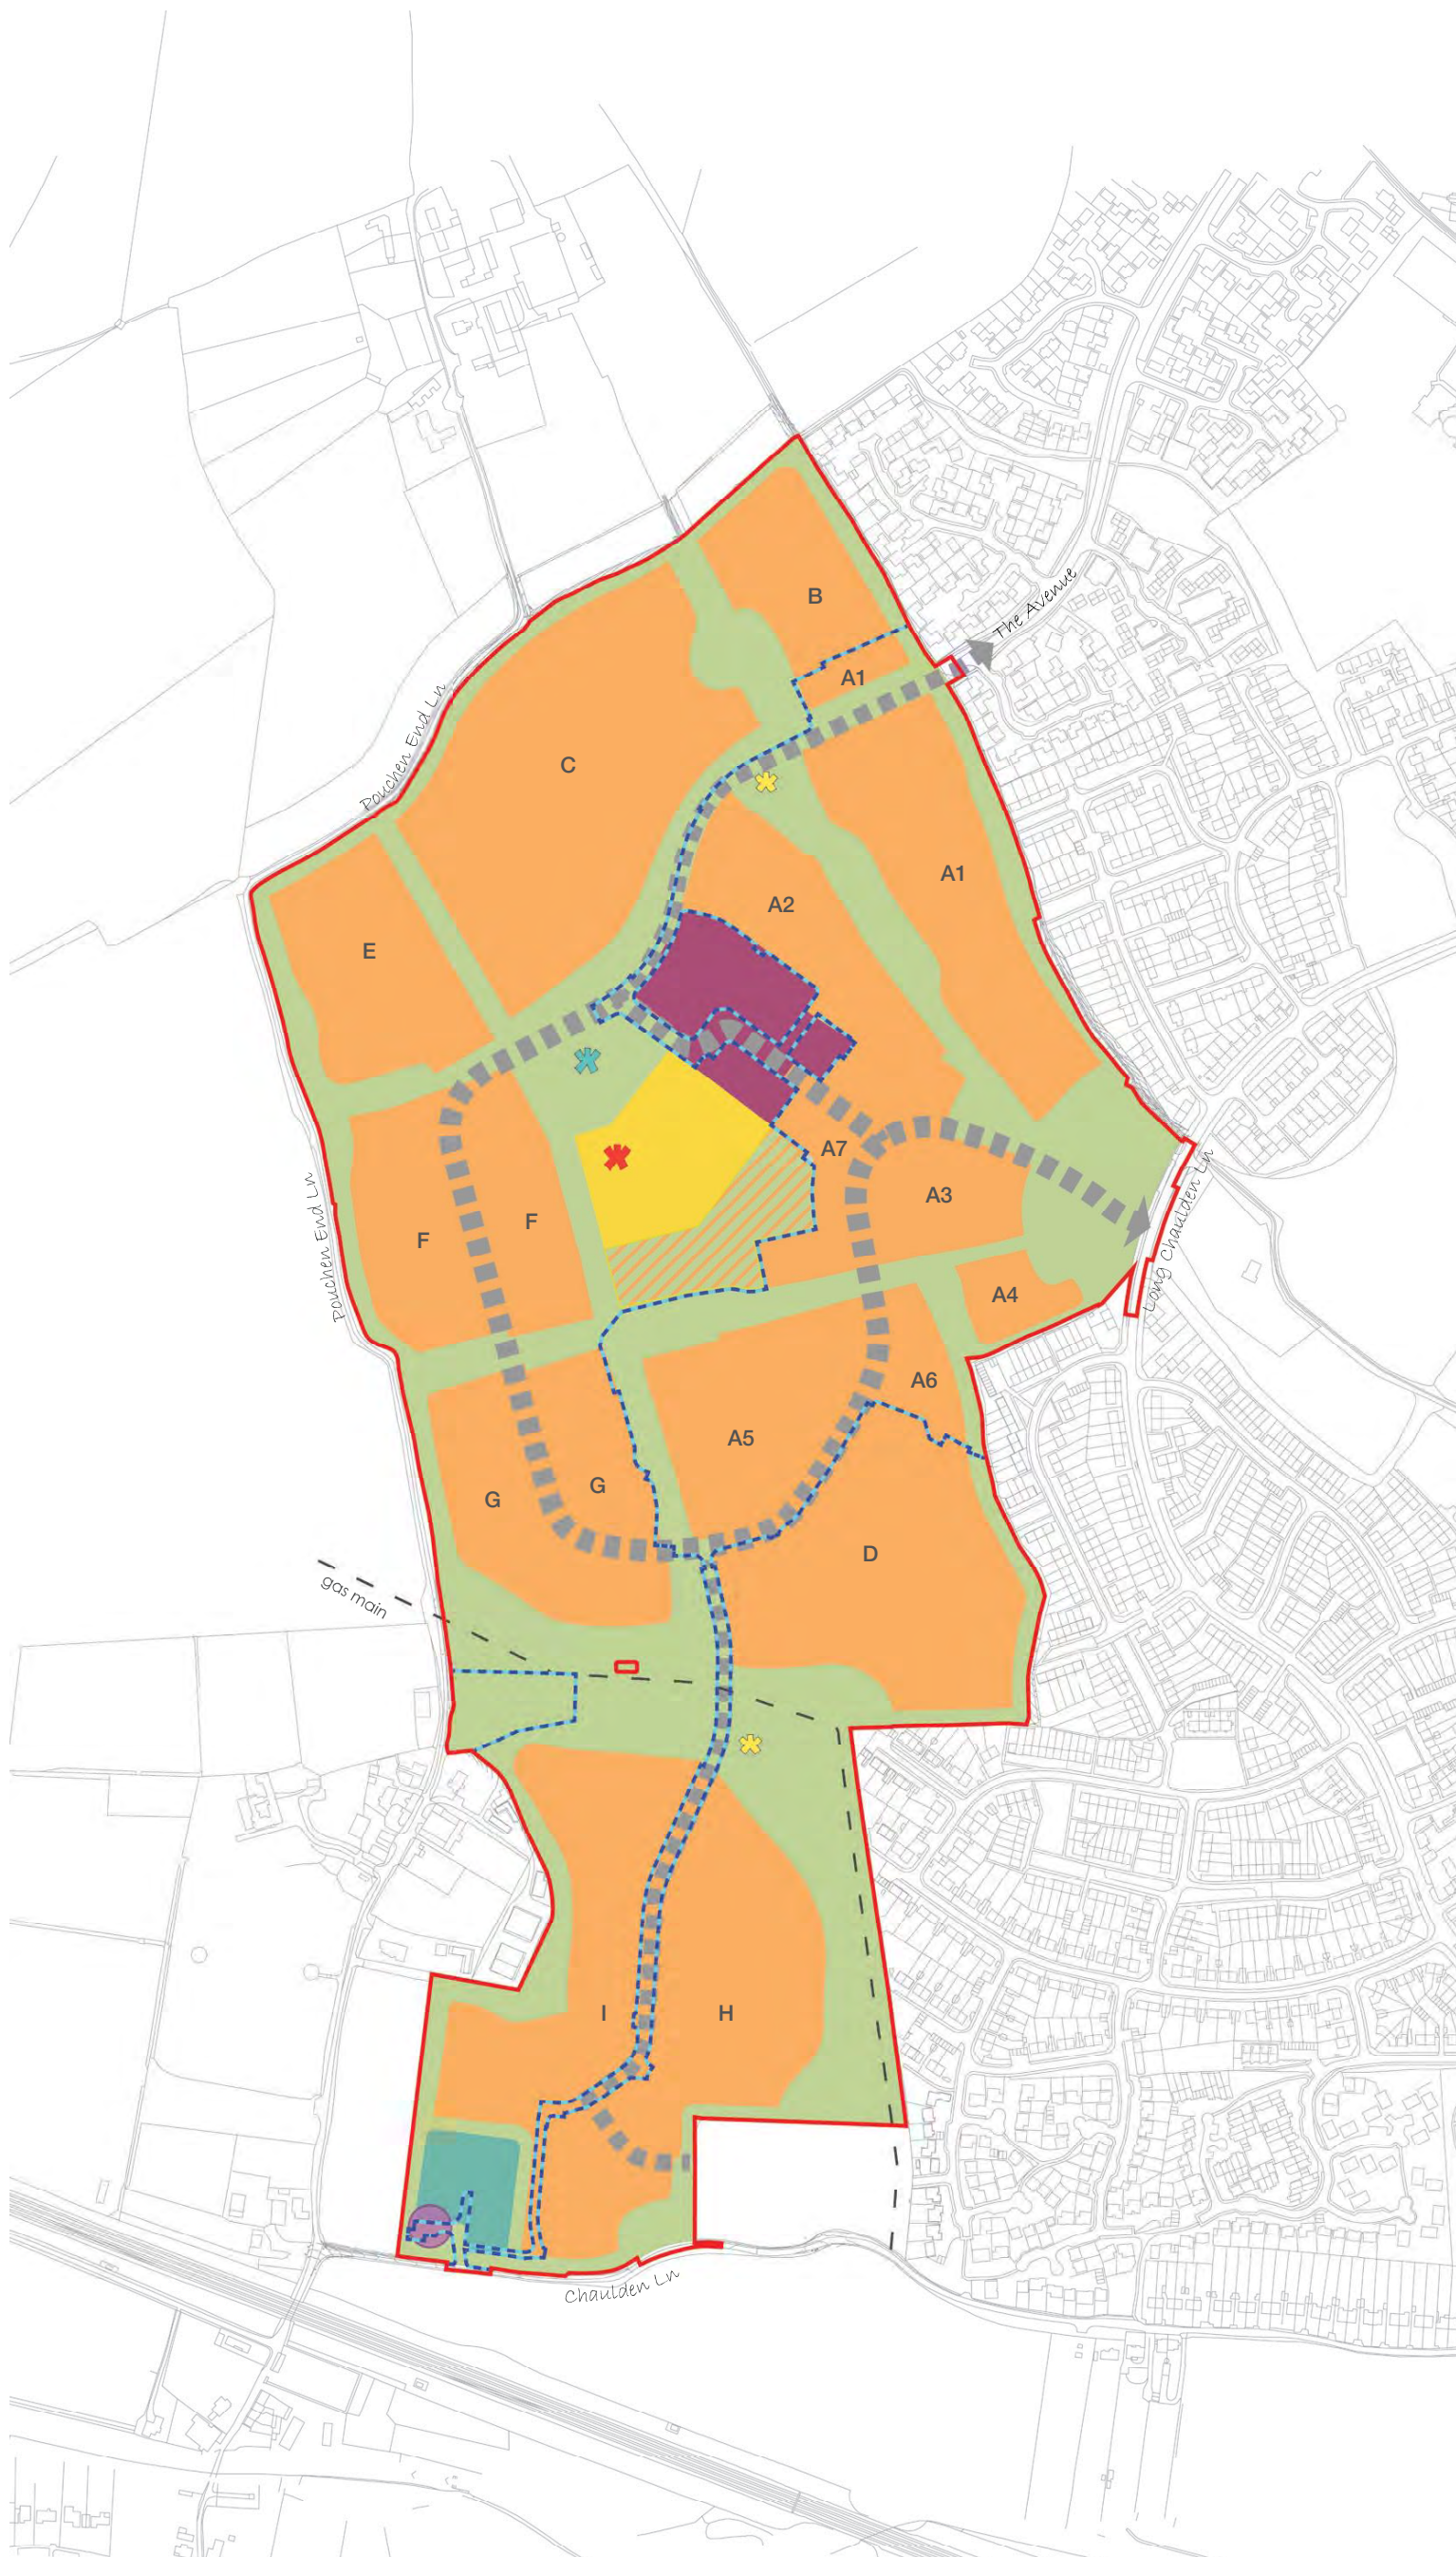 The Avenue
B
A1
Pouchen End Ln
C
A1
A2
E
A7
Long Chaulden Ln
A3
Pouchen End Ln
F
F
A4
A6
A5
G
G
D
gas main
I
H
Chaulden Ln